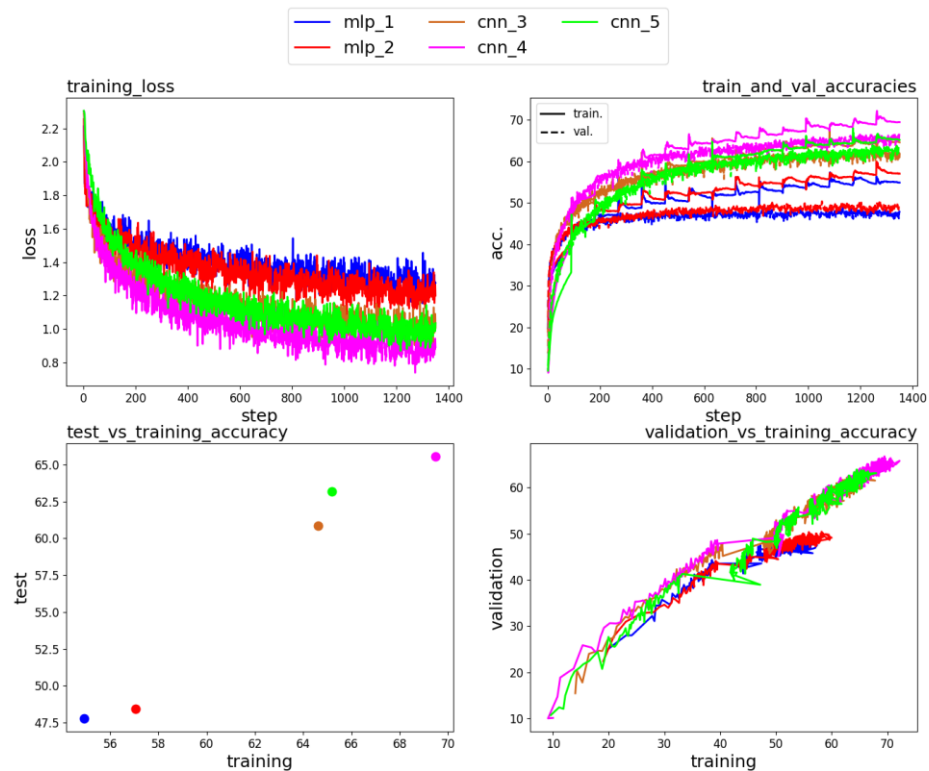 mlp_1 cnn_3 cnn_5
mlp_2 cnn_4
training_loss
2.2
2.0
1.8
1.6
1.4
1.2
1.0
0.8
loss
0 200 400 600 800 1000 1200 1400
step
train_and_val_accuracies
train.
val.
70
60
50
40
30
20
10
acc.
0 200 400 600 800 1000 1200 1400
step
test_vs_training_accuracy
65.0
62.5
60.0
57.5
55.0
52.5
50.0
47.5
test
56 58 60 62 64 66 68 70
training
validation_vs_training_accuracy
60
50
40
30
20
10
validation
10 20 30 40 50 60 70
training